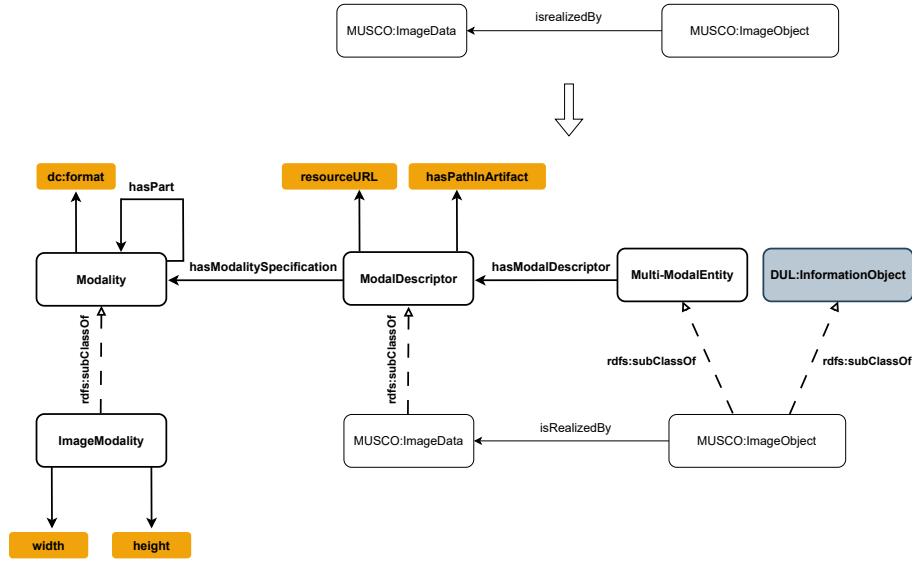 isrealizedBy
MUSCO:ImageData
MUSCO:ImageObject
dc:format
resourceURL
hasPathInArtifact
hasPart
hasModalitySpecification
hasModalDescriptor
Modality
ModalDescriptor
Multi-ModalEntity
DUL:InformationObject
rdfs:subClassOf
rdfs:subClassOf
rdfs:subClassOf
rdfs:subClassOf
isRealizedBy
ImageModality
MUSCO:ImageData
MUSCO:ImageObject
width
height